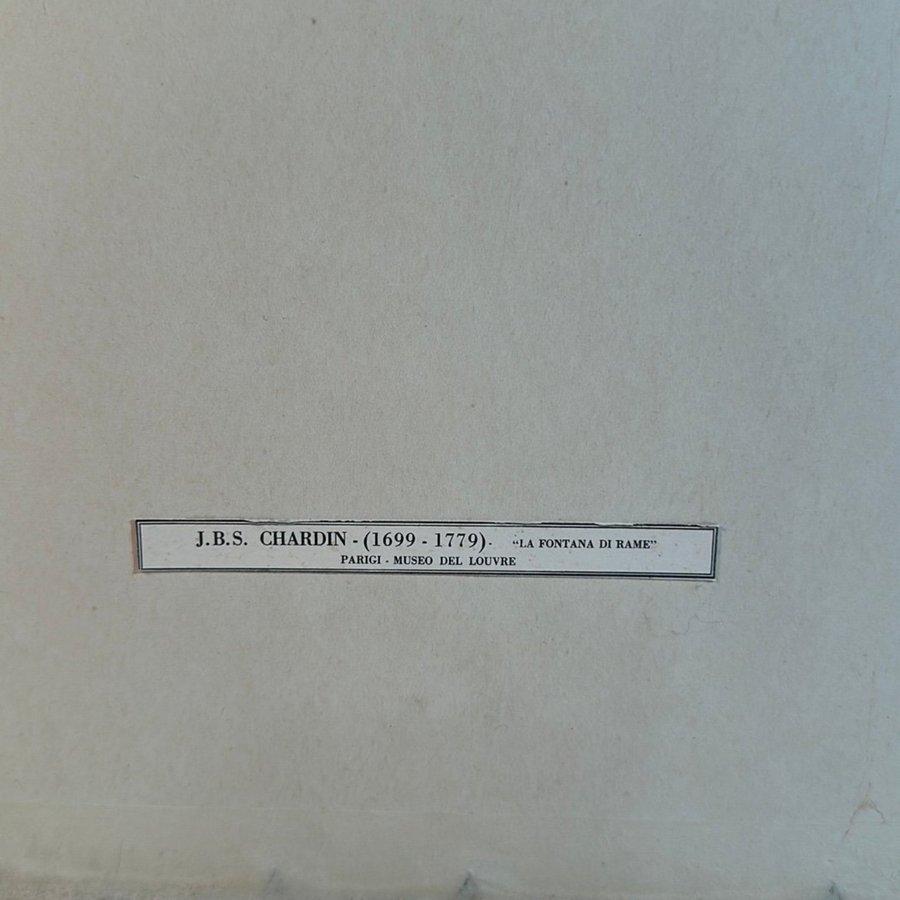 J.B.S. CHARDIN - (1699 - 1779) - "LA FONTANA DI RAME"
PARIGI - MUSEO DEL LOUVRE